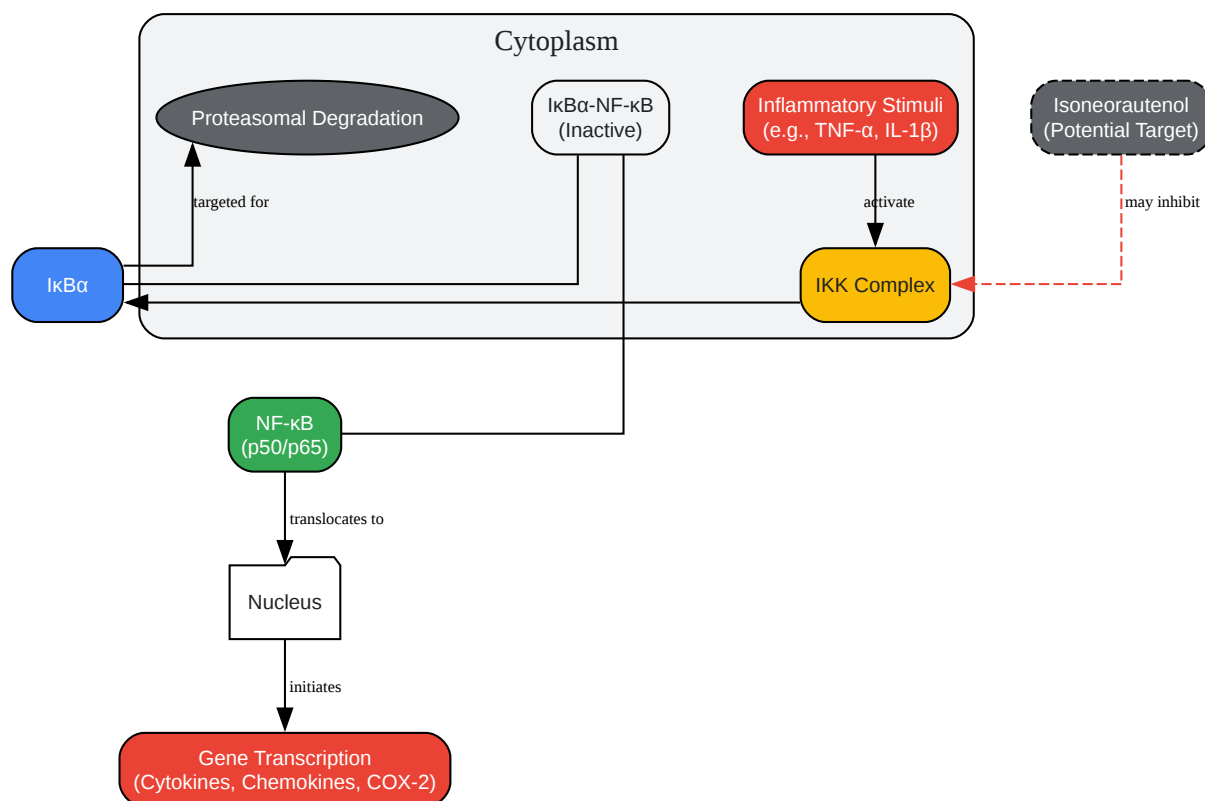 Cytoplasm
Proteasomal Degradation
IκBα-NF-κB
(Inactive)
Inflammatory Stimuli
(e.g., TNF-α, IL-1β)
Isoneorautenol
(Potential Target)
targeted for
activate
may inhibit
IκBα
IKK Complex
NF-κB
(p50/p65)
translocates to
Nucleus
initiates
Gene Transcription
(Cytokines, Chemokines, COX-2)